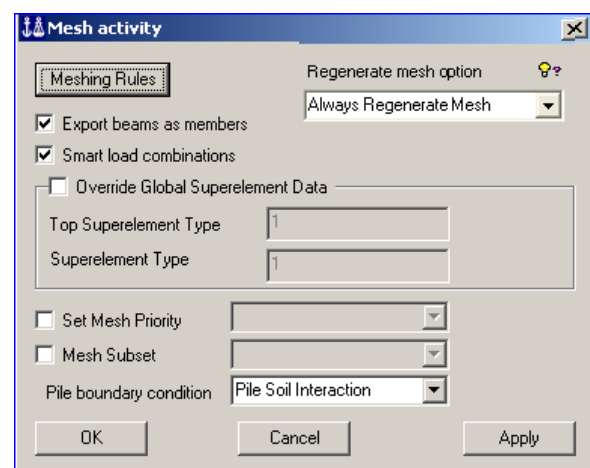 Mesh activity
Meshing Rules
Regenerate mesh option
?
Always Regenerate Mesh
Export beams as members
Smart load combinations
Override Global Superelement Data
Top Superelement Type
1
Superelement Type
1
Set Mesh Priority
Mesh Subset
Pile boundary condition
Pile Soil Interaction
OK
Cancel
Apply